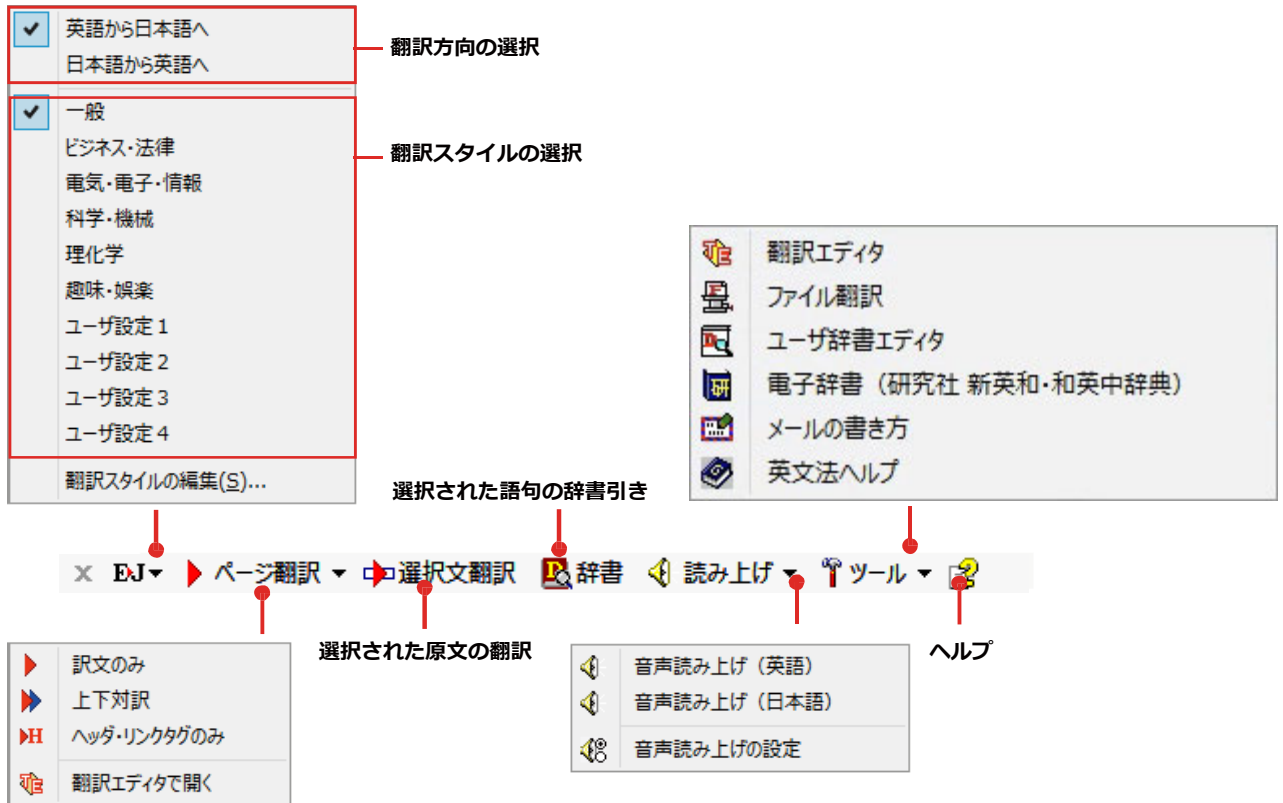 英語から日本語へ
日本語から英語へ
翻訳方向の選択
一般
ビジネス・法律
電気・電子・情報
科学・機械
理化学
趣味・娯楽
ユーザ設定1
ユーザ設定2
ユーザ設定3
ユーザ設定4
翻訳スタイルの編集(S)...
翻訳スタイルの選択
翻訳エディタ
ファイル翻訳
ユーザ辞書エディタ
電子辞書（研究社 新英和・和英中辞典）
メールの書き方
英文法ヘルプ
選択された語句の辞書引き
x EJ ページ翻訳 選択文翻訳 辞書 読み上げ ツール
選択された原文の翻訳
ヘルプ
訳文のみ
上下対訳
H ヘッダ・リンクタグのみ
翻訳エディタで開く
音声読み上げ（英語）
音声読み上げ（日本語）
音声読み上げの設定